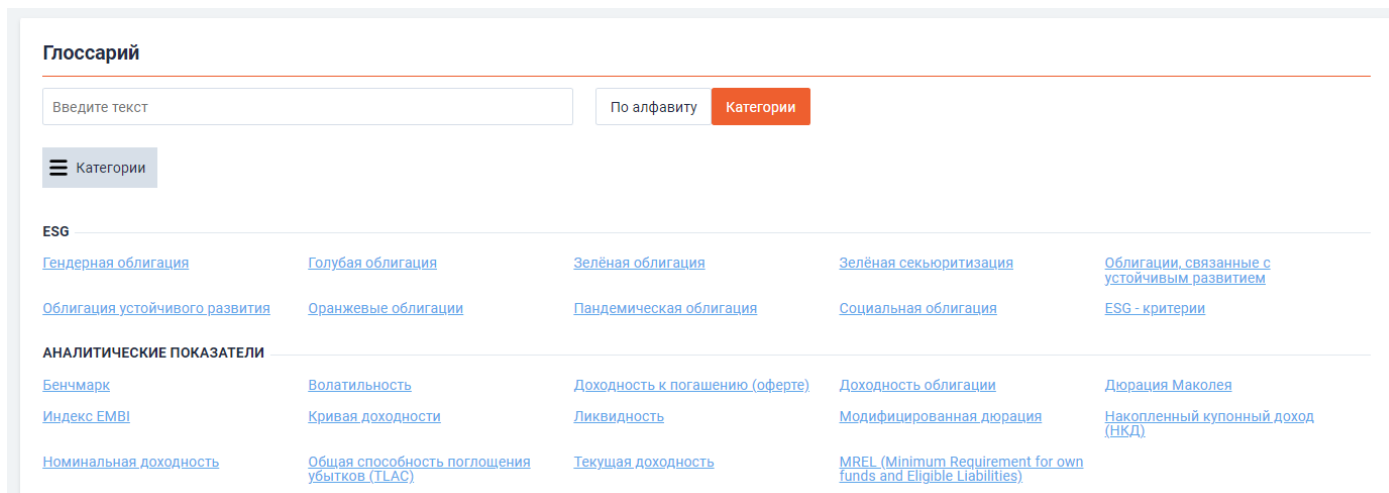 Глоссарий
Введите текст
По алфавиту
Категории
Категории
ESG
Гендерная облигация
Голубая облигация
Зелёная облигация
Зелёная секьюритизация
Облигации, связанные с
устойчивым развитием
Облигация устойчивого развития
Оранжевые облигации
Пандемическая облигация
Социальная облигация
ESG - критерии
АНАЛИТИЧЕСКИЕ ПОКАЗАТЕЛИ
Бенчмарк
Волатильность
Доходность к погашению (оферте)
Доходность облигации
Дюрация Маколея
Индекс EMBI
Кривая доходности
Ликвидность
Модифицированная дюрация
Накопленный купонный доход
(НКД)
Номинальная доходность
Общая способность поглощения
убытков (TLAC)
Текущая доходность
MREL (Minimum Requirement for own
funds and Eligible Liabilities)